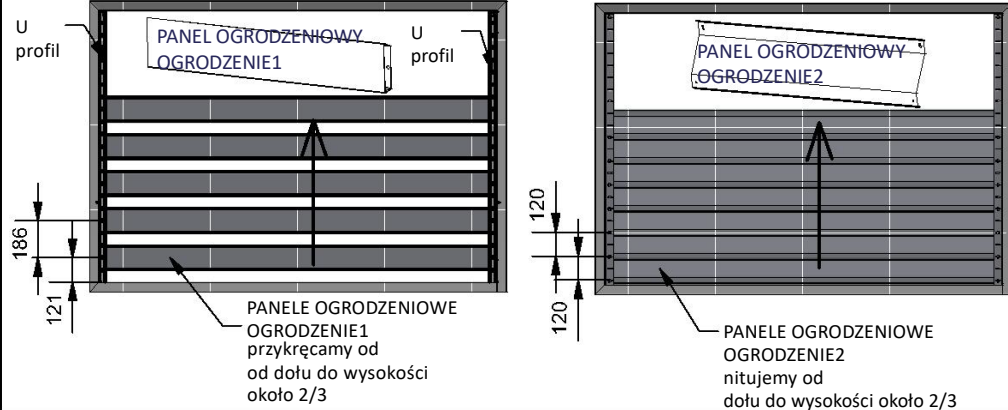 U
profil
PANEL OGRODZENIOWY
OGRODZENIE1
U
profil
186
121
PANELE OGRODZENIOWE
OGRODZENIE1
przykręcamy od
od dołu do wysokości
około 2/3
PANEL OGRODZENIOWY
OGRODZENIE2
120
120
PANELE OGRODZENIOWE
OGRODZENIE2
nitujemy od
dołu do wysokości około 2/3